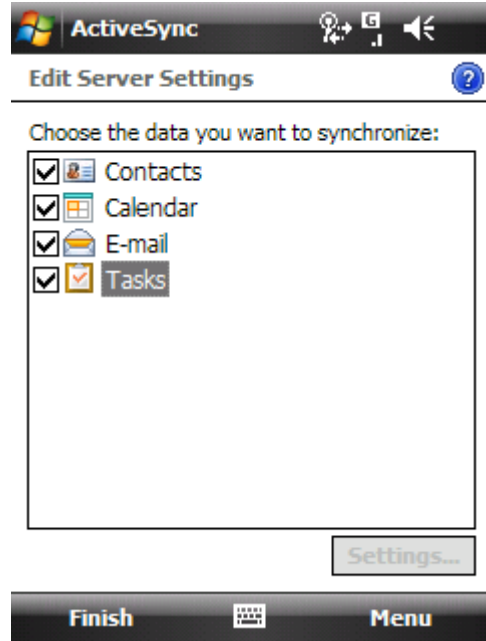 ActiveSync
G
Edit Server Settings
?
Choose the data you want to synchronize:
Contacts
Calendar
E-mail
Tasks
Settings...
Finish Menu